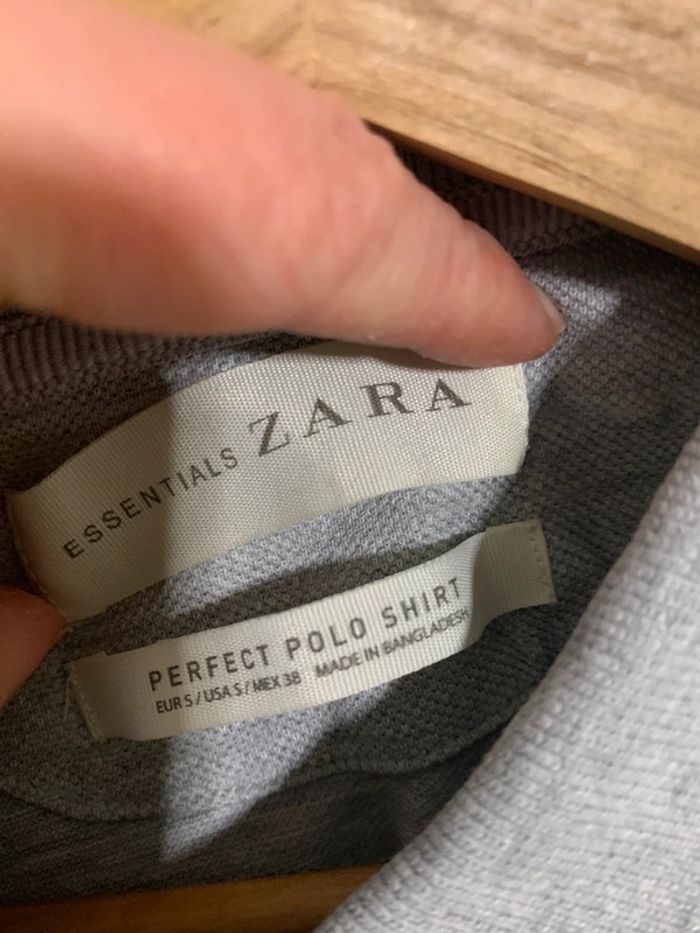 ESSENTIALS ZARA
PERFECT POLO SHIRT
EUR S / USA S / MEX 38 MADE IN BANGLADESH